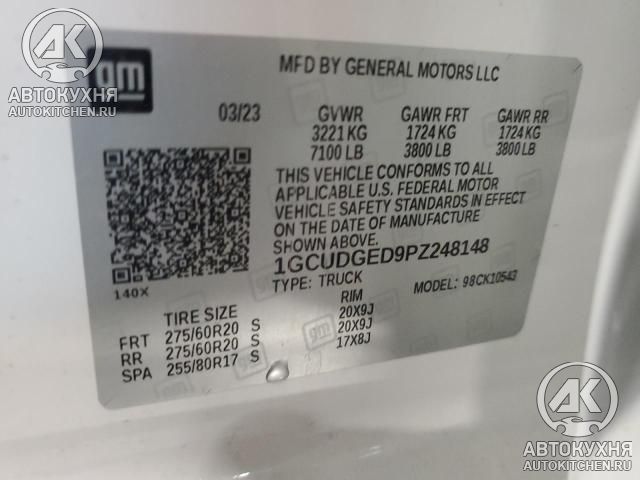 gm
MFD BY GENERAL MOTORS LLC
03/23 GVWR GAWR FRT GAWR RR
3221 KG 1724 KG 1724 KG
7100 LB 3800 LB 3800 LB
THIS VEHICLE CONFORMS TO ALL
APPLICABLE U.S. FEDERAL MOTOR
VEHICLE SAFETY STANDARDS IN EFFECT
ON THE DATE OF MANUFACTURE
SHOWN ABOVE.
1GCUDGED9PZ248148
TYPE: TRUCK MODEL: 98CK10543
140X
TIRE SIZE RIM
FRT 275/60R20 S 20X9J
RR 275/60R20 S 20X9J
SPA 255/80R17 S 17X8J
gm
АК
АВТОКУХНЯ
AUTOKITCHEN.RU
АК
АВТОКУХНЯ
AUTOKITCHEN.RU